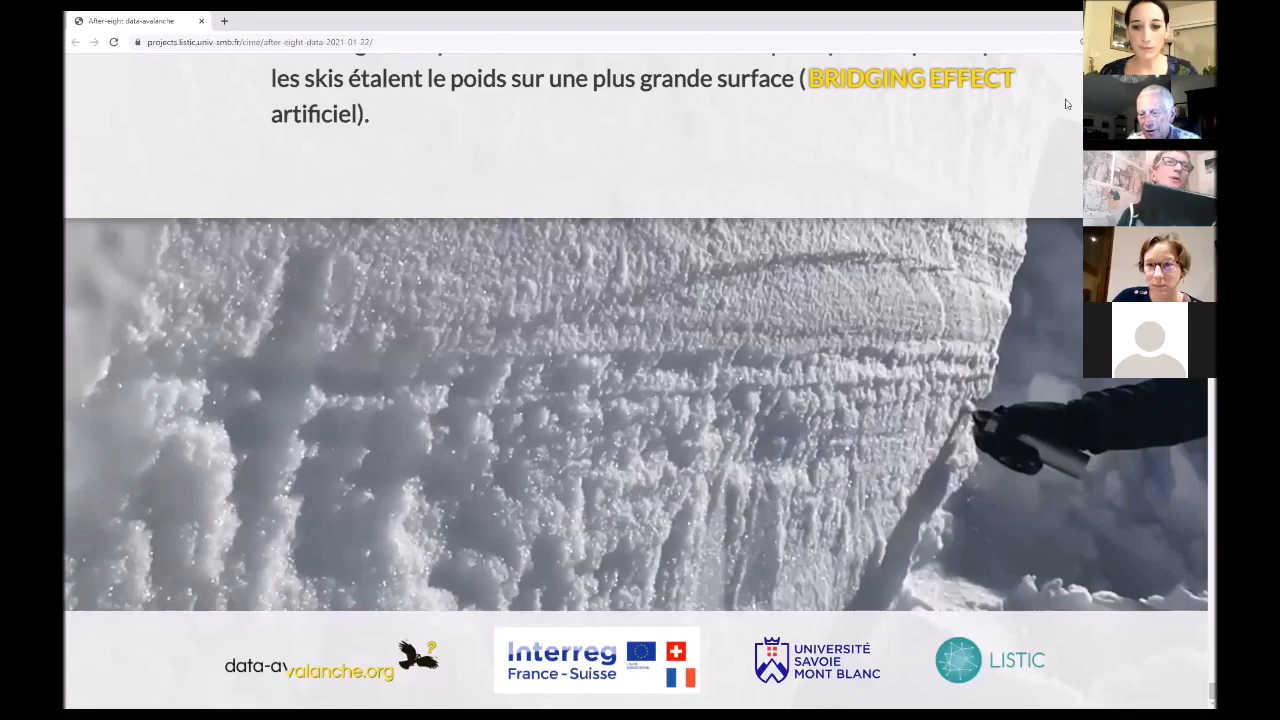 After-eight data-avalanche
projects.listic.univ-smb.fr/cime/after-eight-data-2021-01-22/
les skis étalent le poids sur une plus grande surface (BRIDGING EFFECT
artificiel).
data-avalanche.org
?
Interreg
France - Suisse
UNIVERSITÉ
SAVOIE
MONT BLANC
LISTIC